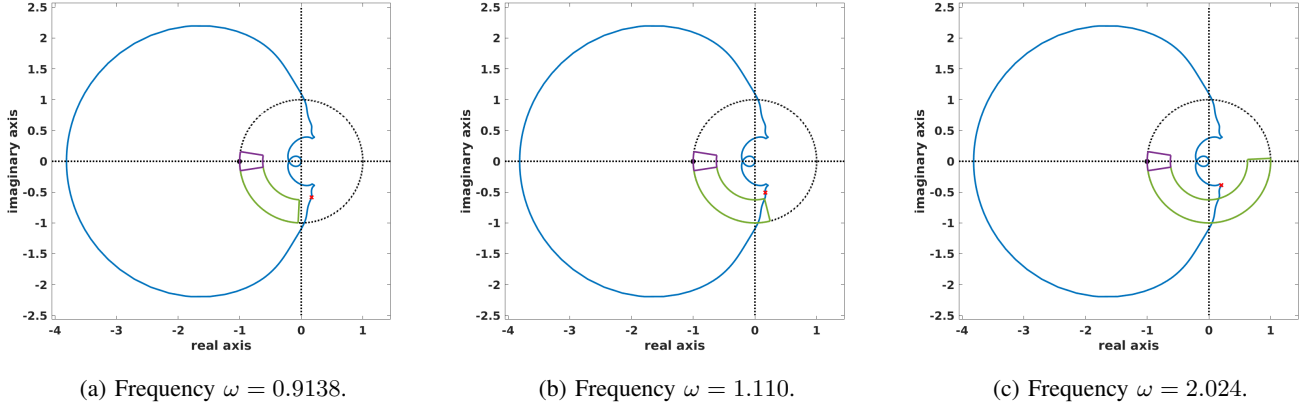 2.5
2
1.5
1
0.5
0
-0.5
-1
-1.5
-2
-2.5
imaginary axis
-4 -3 -2 -1 0 1
real axis
(a) Frequency ω = 0.9138.
2.5
2
1.5
1
0.5
0
-0.5
-1
-1.5
-2
-2.5
imaginary axis
-4 -3 -2 -1 0 1
real axis
(b) Frequency ω = 1.110.
2.5
2
1.5
1
0.5
0
-0.5
-1
-1.5
-2
-2.5
imaginary axis
-4 -3 -2 -1 0 1
real axis
(c) Frequency ω = 2.024.